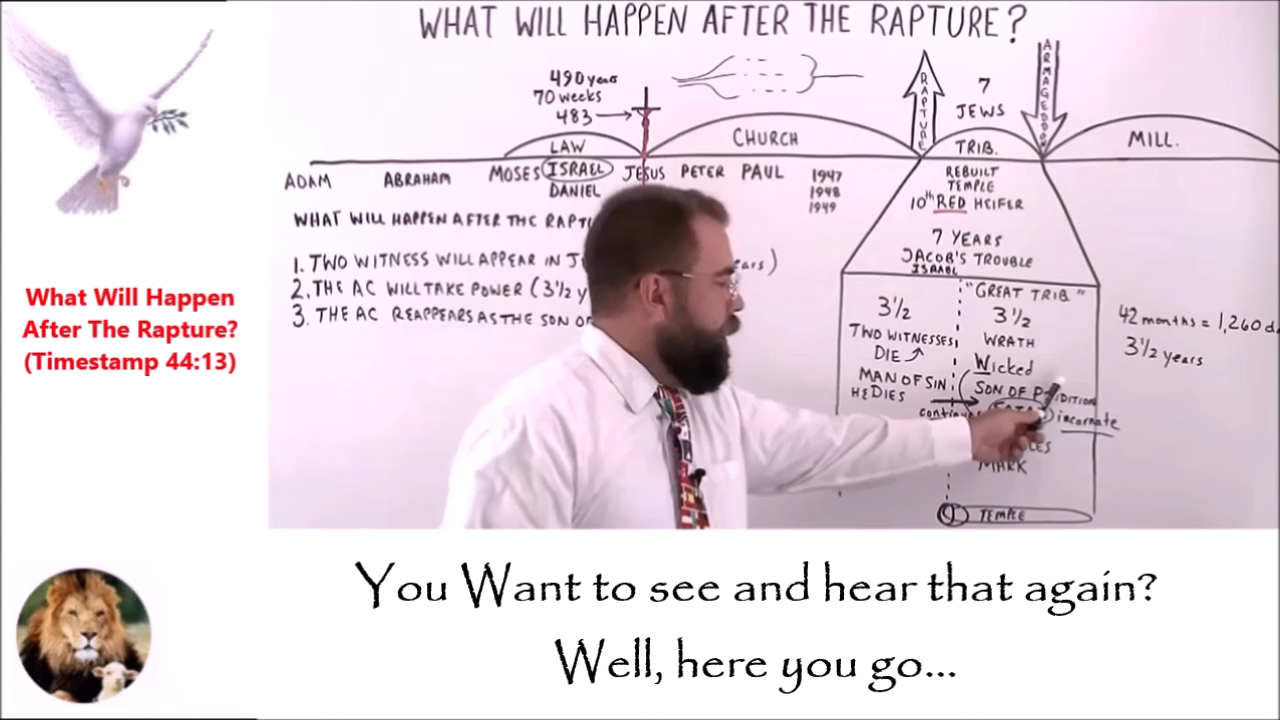 WHAT WILL HAPPEN AFTER THE RAPTURE?
490 years
70 weeks
483
LAW
CHURCH
RAPTURE
7
JEWS
TRIB.
ARMAGEDDON
MILL.
ADAM
ABRAHAM
MOSES
ISRAEL
DANIEL
JESUS
PETER
PAUL
1947
1948
1949
REBUILT
TEMPLE
10th RED HEIFER
7 YEARS
JACOB'S TROUBLE
ISRAEL
WHAT WILL HAPPEN AFTER THE RAPT
1. TWO WITNESS WILL APPEAR IN J ears)
2. THE AC WILL TAKE POWER (3½ y
3. THE AC REAPPEARS AS THE SON OF
3½
TWO WITNESSES
DIE
MAN OF SIN
HE DIES
"GREAT TRIB"
3½
WRATH
Wicked
SON OF P DITION
incarnate
MARK
TEMPLE
42 months = 1,260 d
3½ years
What Will Happen
After The Rapture?
(Timestamp 44:13)
You Want to see and hear that again?
Well, here you go...